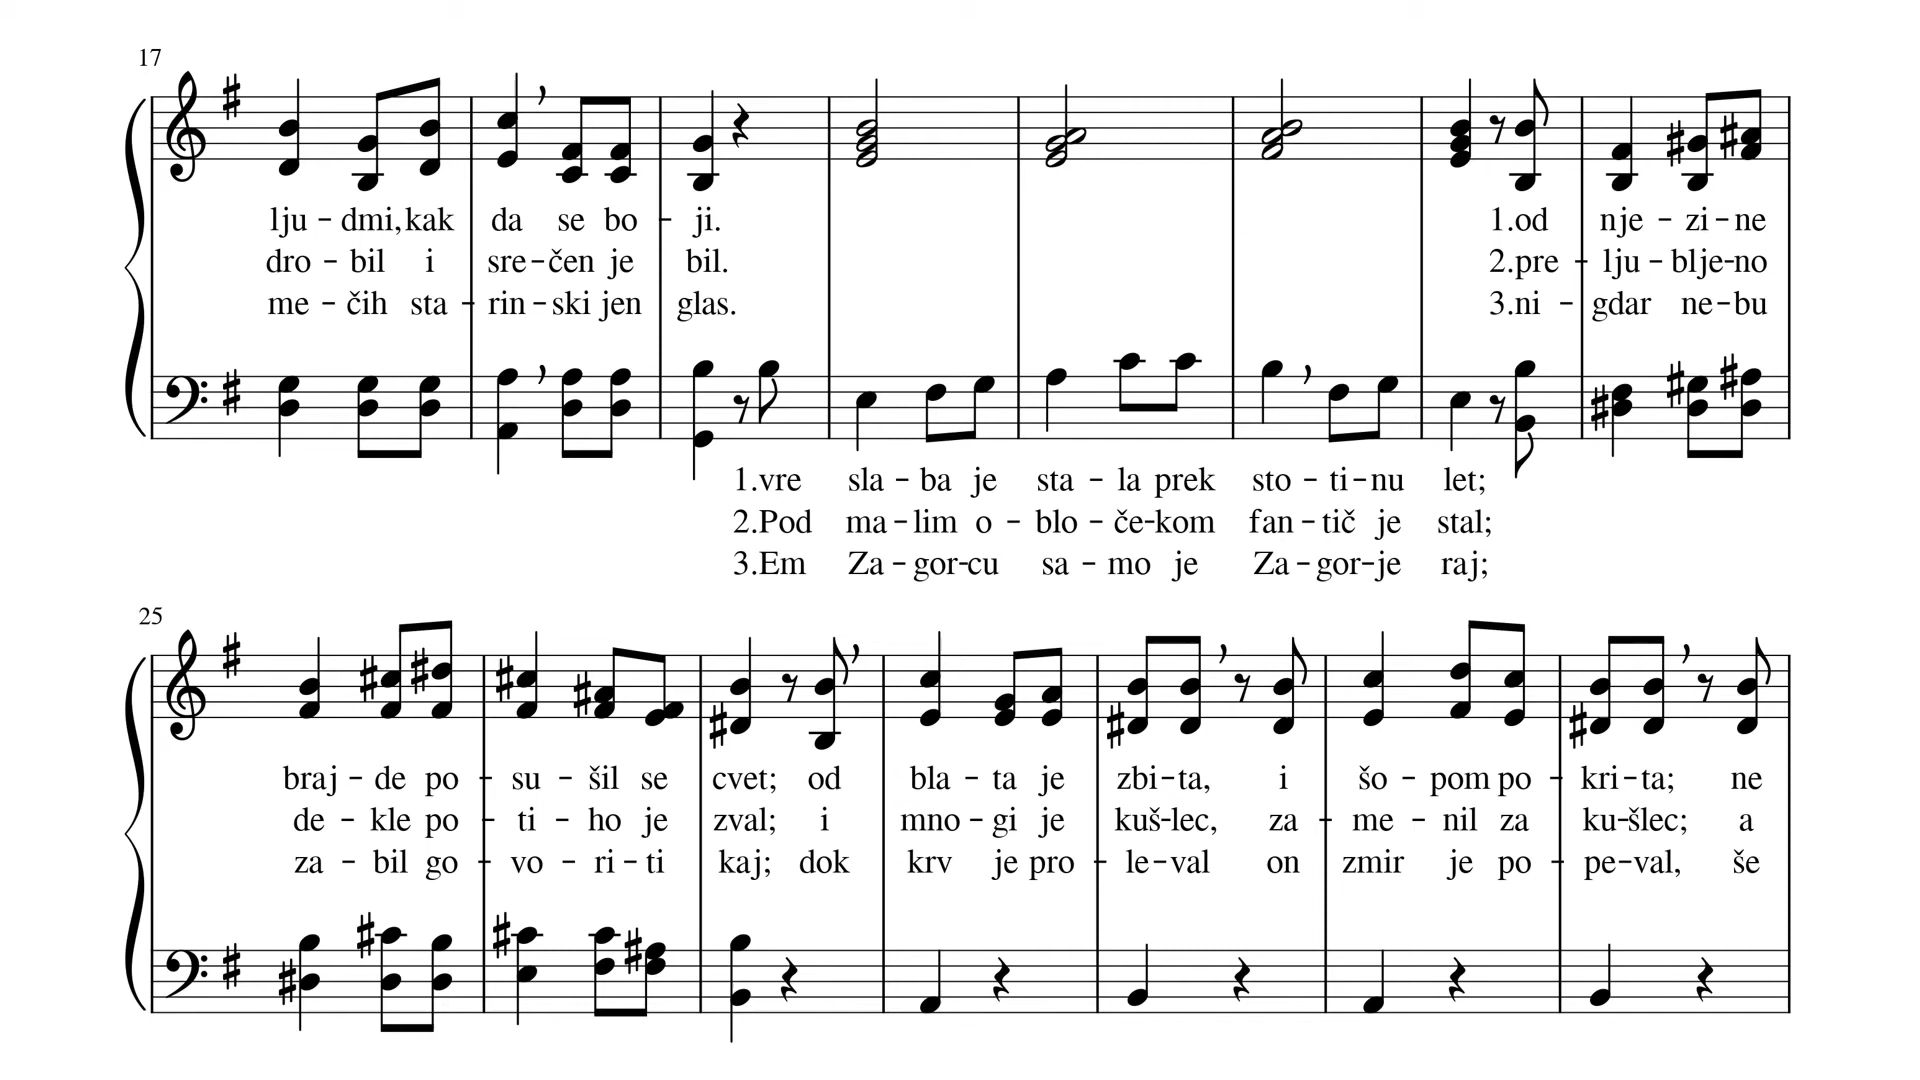 17
lju - dmi, kak da se bo - ji. 1.od nje - zi - ne
dro - bil i sre - čen je bil. 2.pre - lju - blje - no
me - čih sta - rin - ski jen glas. 3.ni - gdar ne - bu
1.vre sla - ba je sta - la prek sto - ti - nu let;
2.Pod ma - lim o - blo - če - kom fan - tič je stal;
3.Em Za - gor - cu sa - mo je Za - gor - je raj;
25
braj - de po - su - šil se cvet; od bla - ta je zbi - ta, i šo - pom po - kri - ta; ne
de - kle po - ti - ho je zval; i mno - gi je kuš - lec, za - me - nil za ku - šlec; a
za - bil go - vo - ri - ti kaj; dok krv je pro - le - val on zmir je po - pe - val, še